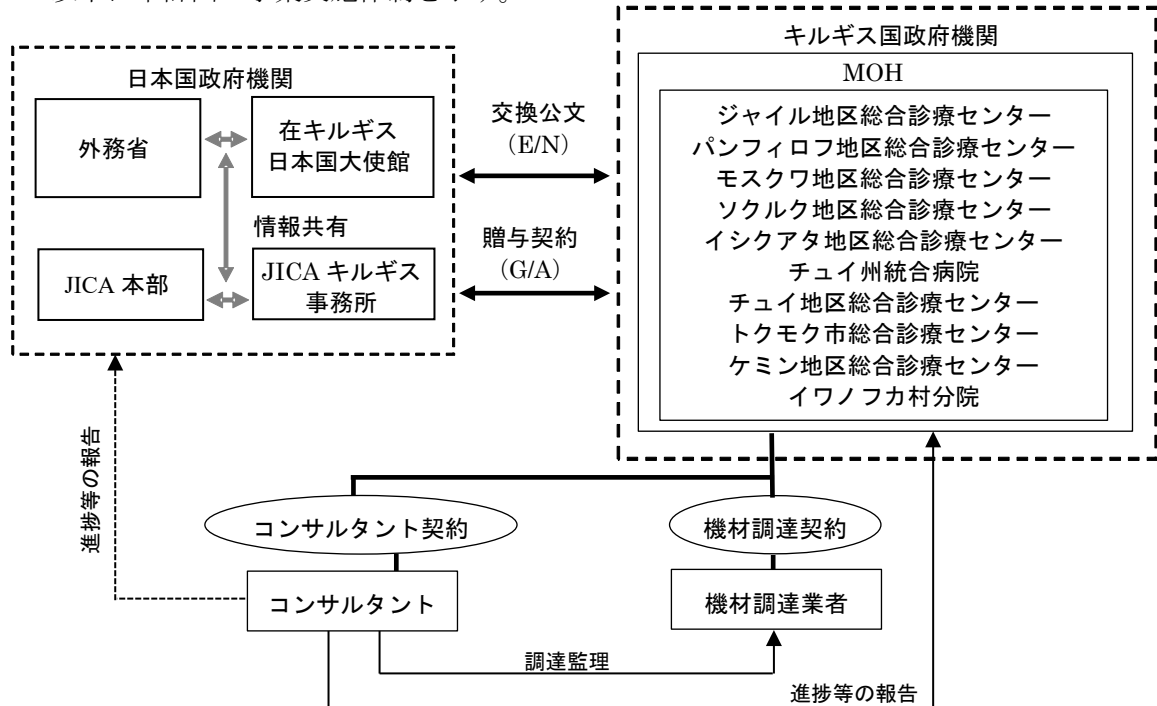 キルギス国政府機関
日本国政府機関
MOH
外務省
在キルギス
日本国大使館
情報共有
JICA 本部
JICA キルギス
事務所
交換公文
(E/N)
贈与契約
(G/A)
ジャイル地区総合診療センター
パンフィロフ地区総合診療センター
モスクワ地区総合診療センター
ソクルク地区総合診療センター
イシクアタ地区総合診療センター
チュイ州統合病院
チュイ地区総合診療センター
トクモク市総合診療センター
ケミン地区総合診療センター
イワノフカ村分院
進捗等の報告
コンサルタント契約
機材調達契約
コンサルタント
機材調達業者
調達監理
進捗等の報告